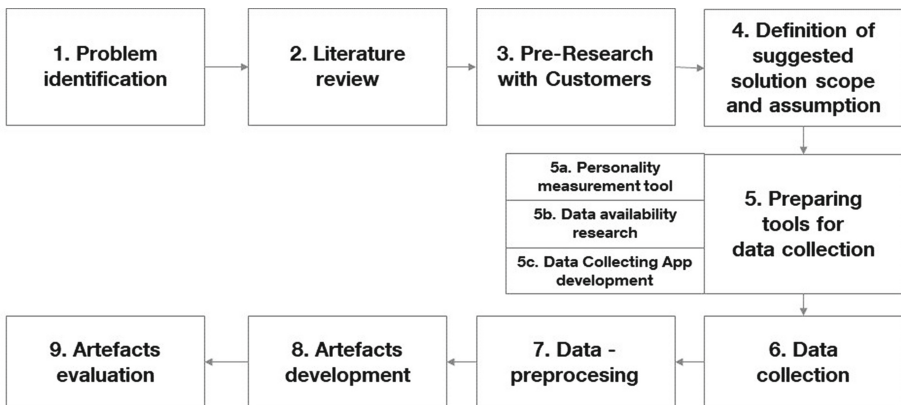 1. Problem
identification
2. Literature
review
3. Pre-Research
with Customers
4. Definition of
suggested
solution scope
and assumption
5a. Personality
measurement tool
5b. Data availability
research
5c. Data Collecting App
development
5. Preparing
tools for
data collection
6. Data
collection
7. Data -
preprocesing
8. Artefacts
development
9. Artefacts
evaluation